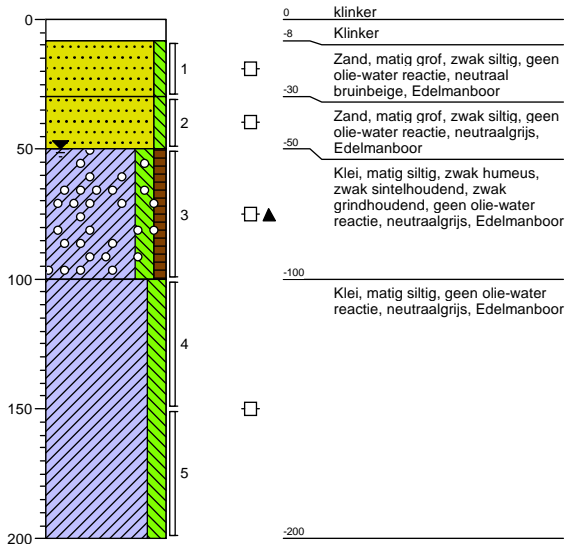 0
50
100
150
200
1
2
3
4
5
0 klinker
-8 Klinker
Zand, matig grof, zwak siltig, geen
olie-water reactie, neutraal
bruinbeige, Edelmanboor
-30
Zand, matig grof, zwak siltig, geen
olie-water reactie, neutraalgrijs,
Edelmanboor
-50
Klei, matig siltig, zwak humeus,
zwak sintelhoudend, zwak
grindhoudend, geen olie-water
reactie, neutraalgrijs, Edelmanboor
-100
Klei, matig siltig, geen olie-water
reactie, neutraalgrijs, Edelmanboor
-200